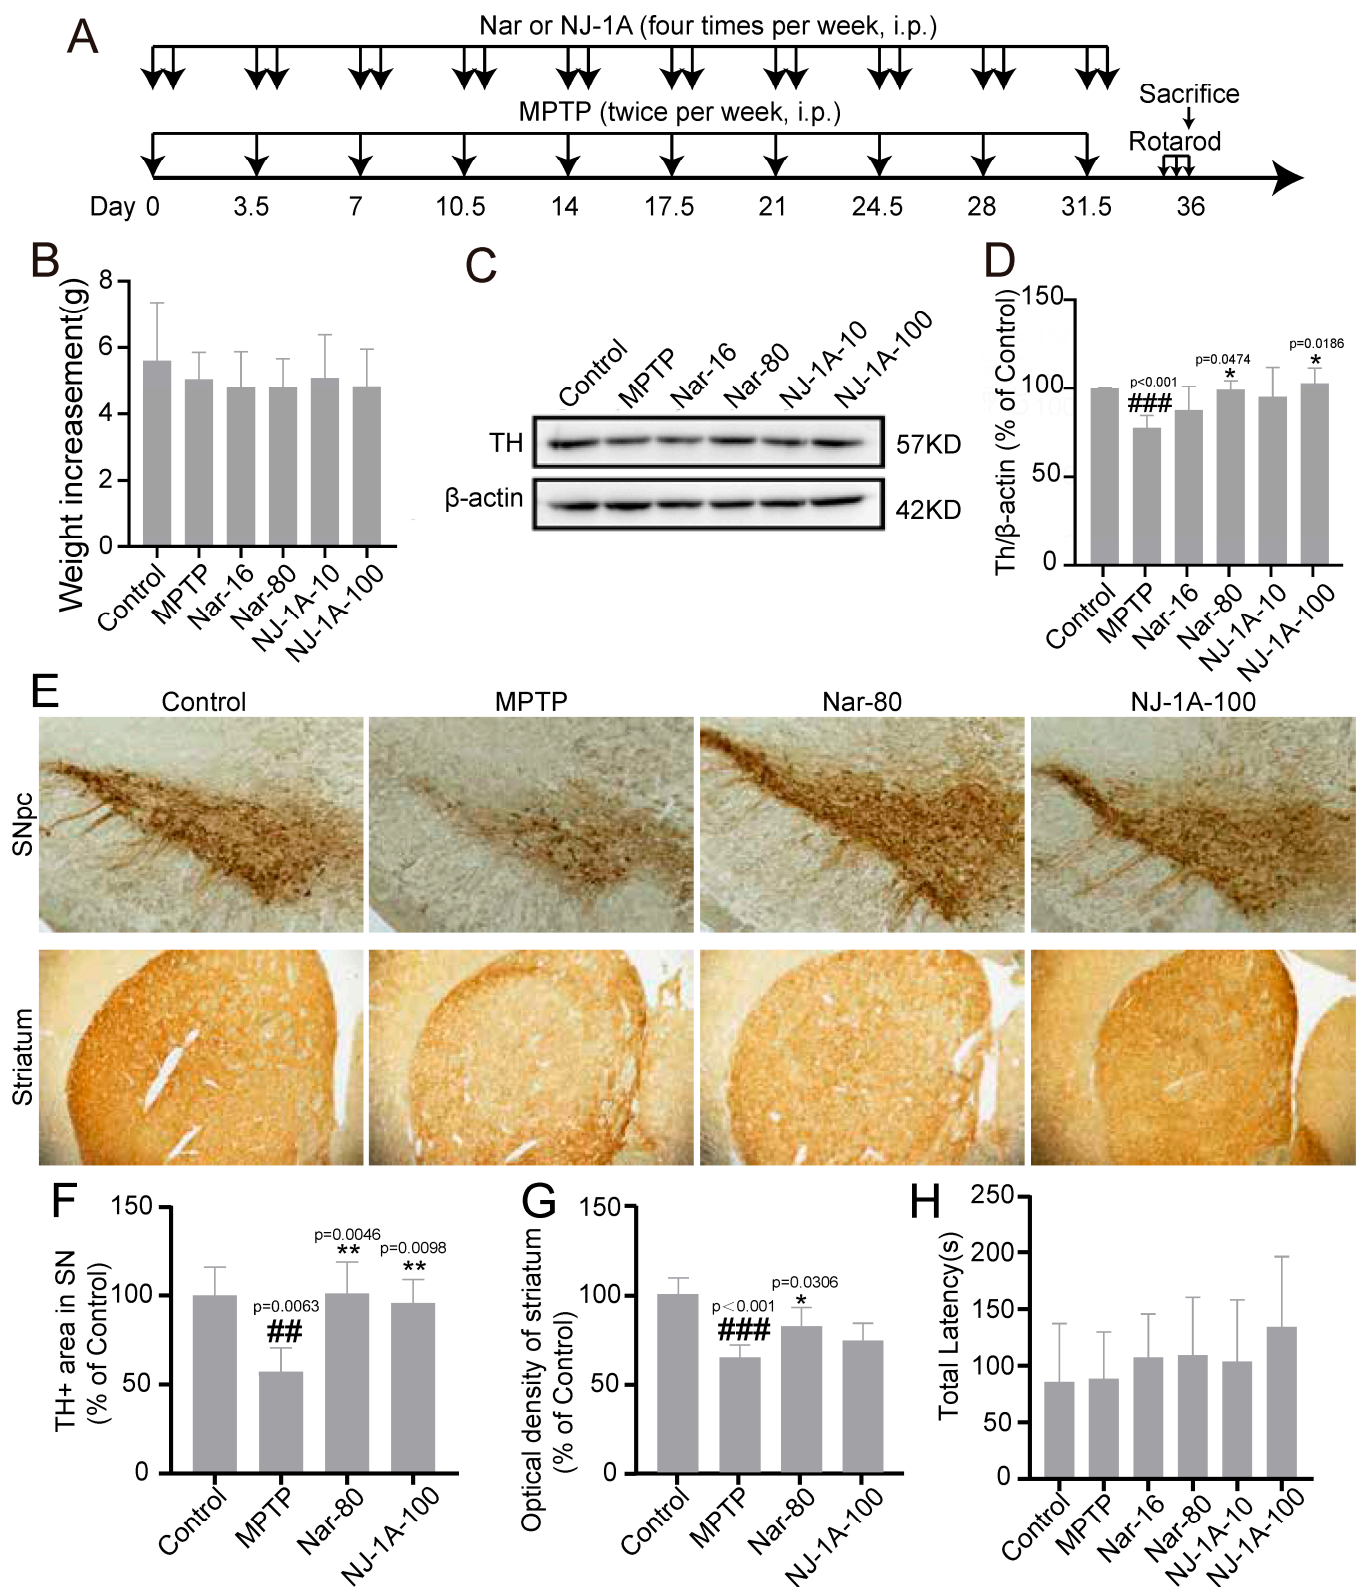 A
Nar or NJ-1A (four times per week, i.p.)
MPTP (twice per week, i.p.)
Sacrifice
Rotarod
Day 0 3.5 7 10.5 14 17.5 21 24.5 28 31.5 36
B
Weight increasement(g)
8
6
4
2
0
Control MPTP Nar-16 Nar-80 NJ-1A-10 NJ-1A-100
C
Control MPTP Nar-16 Nar-80 NJ-1A-10 NJ-1A-100
TH 57KD
β-actin 42KD
D
Th/β-actin (% of Control)
150
100
50
0
p<0.001
###
p=0.0474
*
p=0.0186
*
Control MPTP Nar-16 Nar-80 NJ-1A-10 NJ-1A-100
E
Control MPTP Nar-80 NJ-1A-100
SNpc
Striatum
F
TH+ area in SN
(% of Control)
150
100
50
0
p=0.0063
##
p=0.0046
**
p=0.0098
**
Control MPTP Nar-80 NJ-1A-100
G
Optical density of striatum
(% of Control)
150
100
50
0
p<0.001
###
p=0.0306
*
Control MPTP Nar-80 NJ-1A-100
H
Total Latency(s)
250
200
150
100
50
0
Control MPTP Nar-16 Nar-80 NJ-1A-10 NJ-1A-100